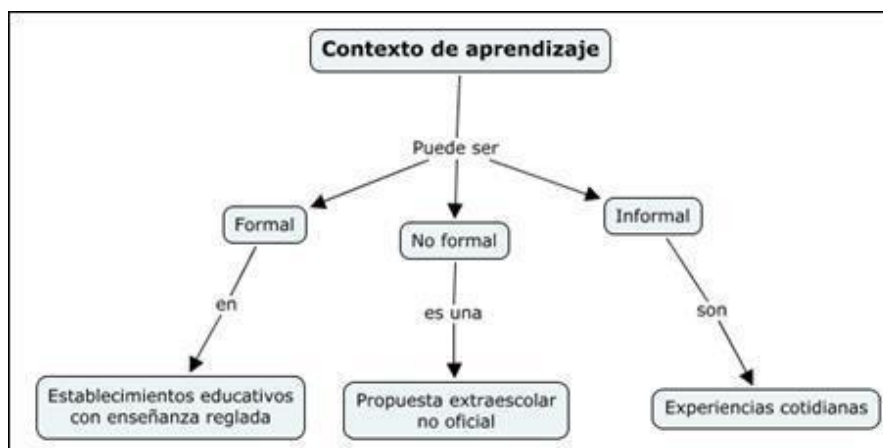 Contexto de aprendizaje
Puede ser
Formal
No formal
Informal
en
es una
son
Establecimientos educativos
con enseñanza reglada
Propuesta extraescolar
no oficial
Experiencias cotidianas